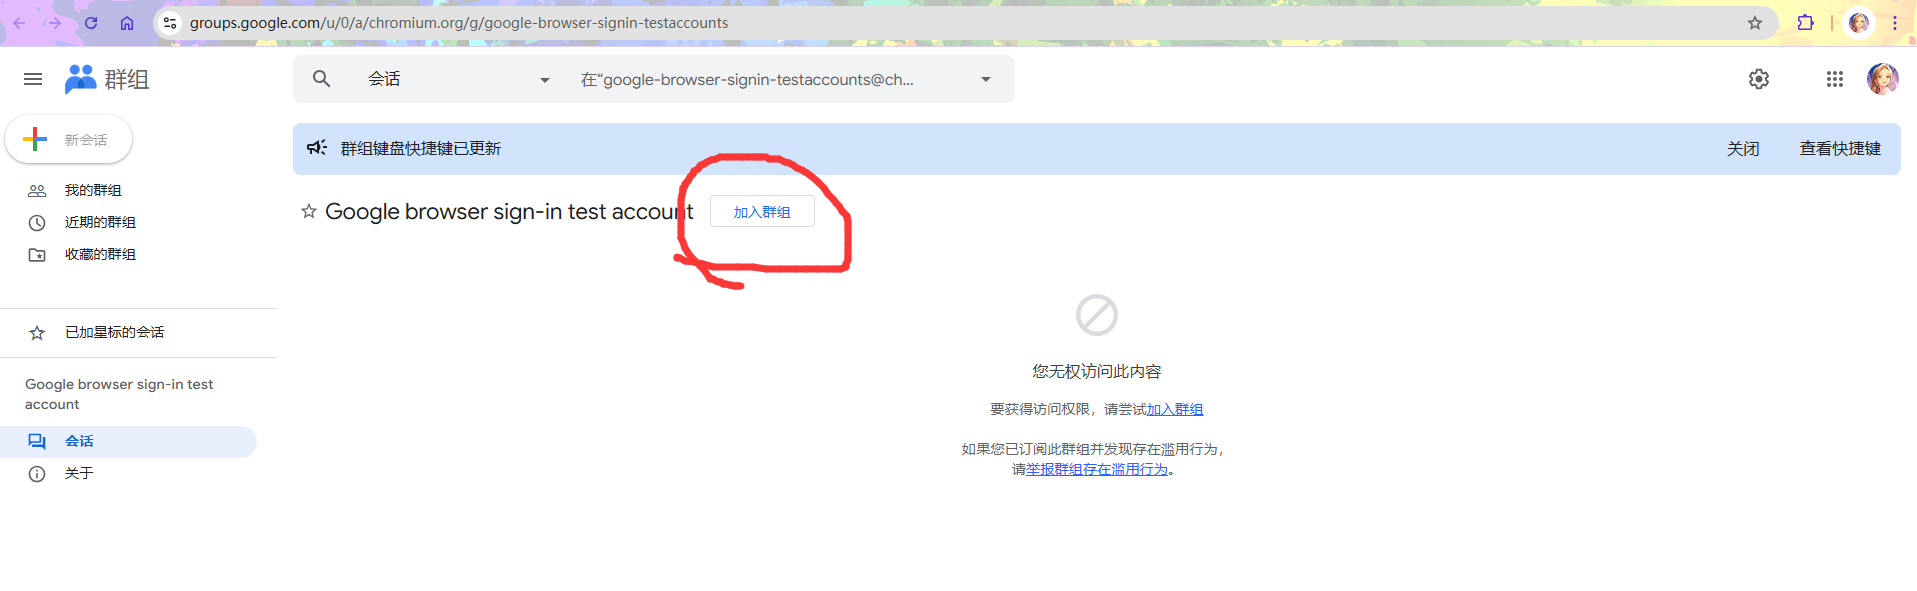 groups.google.com/u/0/a/chromium.org/g/google-browser-signin-testaccounts
群组
会话
在“google-browser-signin-testaccounts@ch...
新会话
群组键盘快捷键已更新
关闭
查看快捷键
我的群组
近期的群组
收藏的群组
Google browser sign-in test account
加入群组
已加星标的会话
Google browser sign-in test
account
会话
关于
您无权访问此内容
要获得访问权限，请尝试加入群组
如果您已订阅此群组并发现存在滥用行为，
请举报群组存在滥用行为。